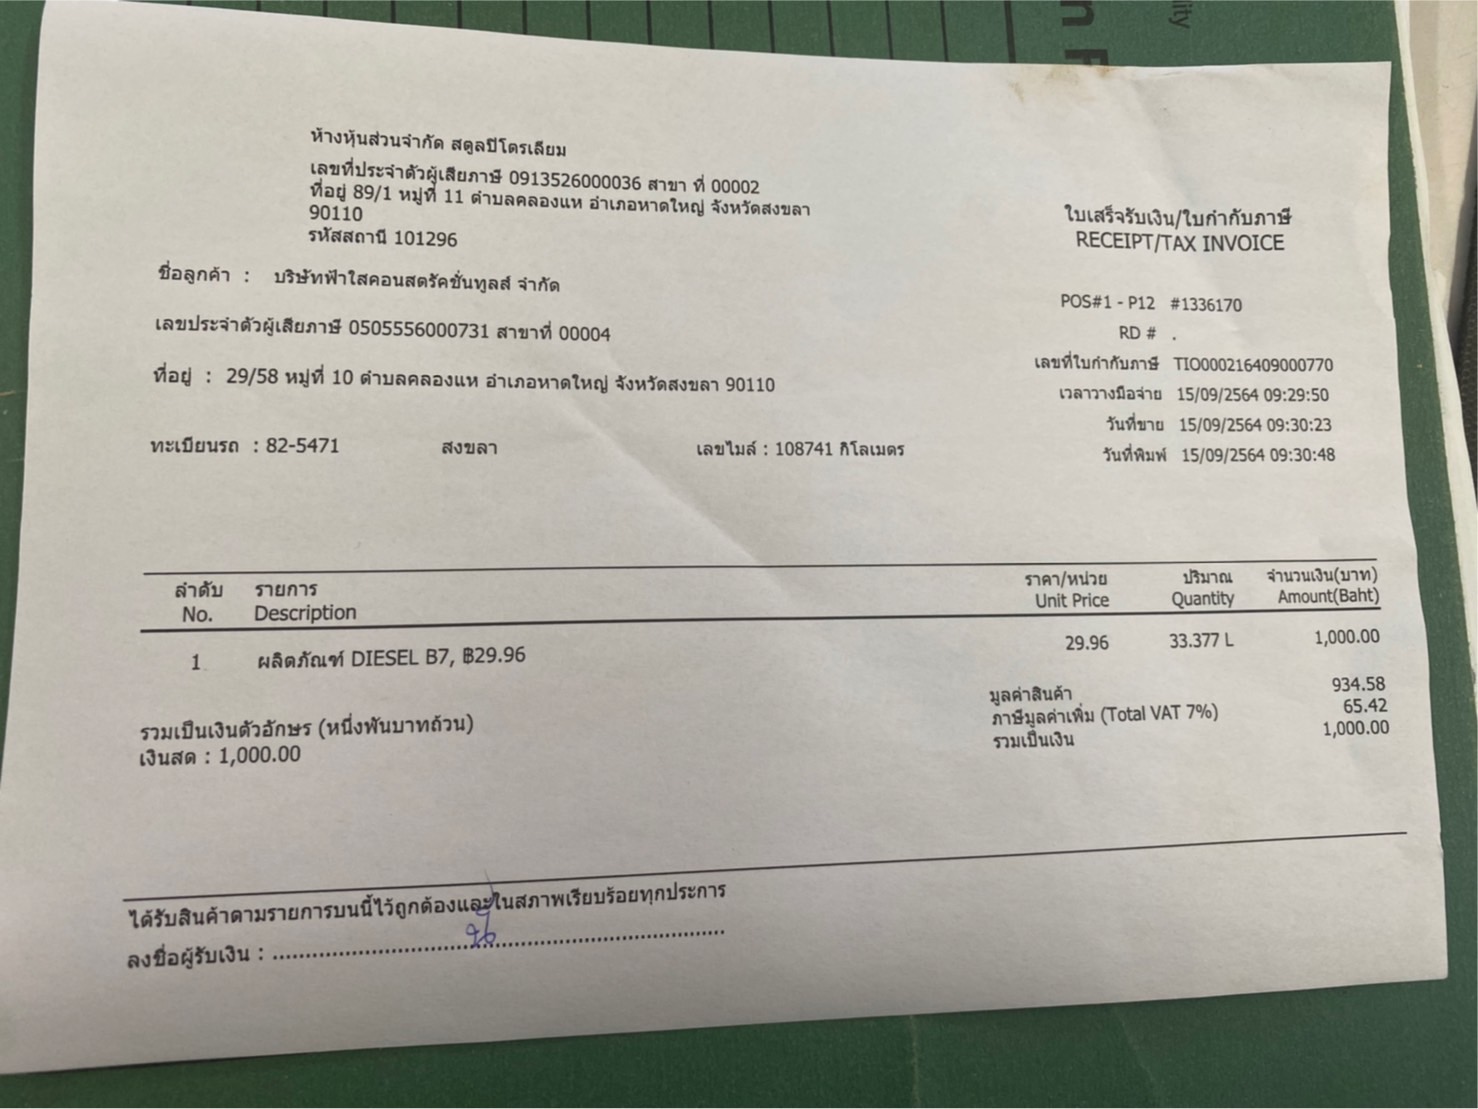 ห้างหุ้นส่วนจำกัด สตูลปิโตรเลียม
เลขที่ประจำตัวผู้เสียภาษี 0913526000036 สาขา ที่ 00002
ที่อยู่ 89/1 หมู่ที่ 11 ตำบลคลองแห อำเภอหาดใหญ่ จังหวัดสงขลา
90110
รหัสสถานี 101296
ใบเสร็จรับเงิน/ใบกำกับภาษี
RECEIPT/TAX INVOICE
ชื่อลูกค้า : บริษัทฟ้าใสคอนสตรัคชั่นทูลส์ จำกัด
เลขประจำตัวผู้เสียภาษี 0505556000731 สาขาที่ 00004
ที่อยู่ : 29/58 หมู่ที่ 10 ตำบลคลองแห อำเภอหาดใหญ่ จังหวัดสงขลา 90110
POS#1 - P12 #1336170
RD # .
เลขที่ใบกำกับภาษี TIO000216409000770
เวลาวางมือจ่าย 15/09/2564 09:29:50
วันที่ขาย 15/09/2564 09:30:23
วันที่พิมพ์ 15/09/2564 09:30:48
ทะเบียนรถ : 82-5471 สงขลา เลขไมล์ : 108741 กิโลเมตร
ลำดับ รายการ ราคา/หน่วย ปริมาณ จำนวนเงิน(บาท)
No. Description Unit Price Quantity Amount(Baht)
1 ผลิตภัณฑ์ DIESEL B7, ฿29.96 29.96 33.377 L 1,000.00
มูลค่าสินค้า 934.58
ภาษีมูลค่าเพิ่ม (Total VAT 7%) 65.42
รวมเป็นเงิน 1,000.00
รวมเป็นเงินตัวอักษร (หนึ่งพันบาทถ้วน)
เงินสด : 1,000.00
ได้รับสินค้าตามรายการบนนี้ไว้ถูกต้องและในสภาพเรียบร้อยทุกประการ
ลงชื่อผู้รับเงิน : ............................................................